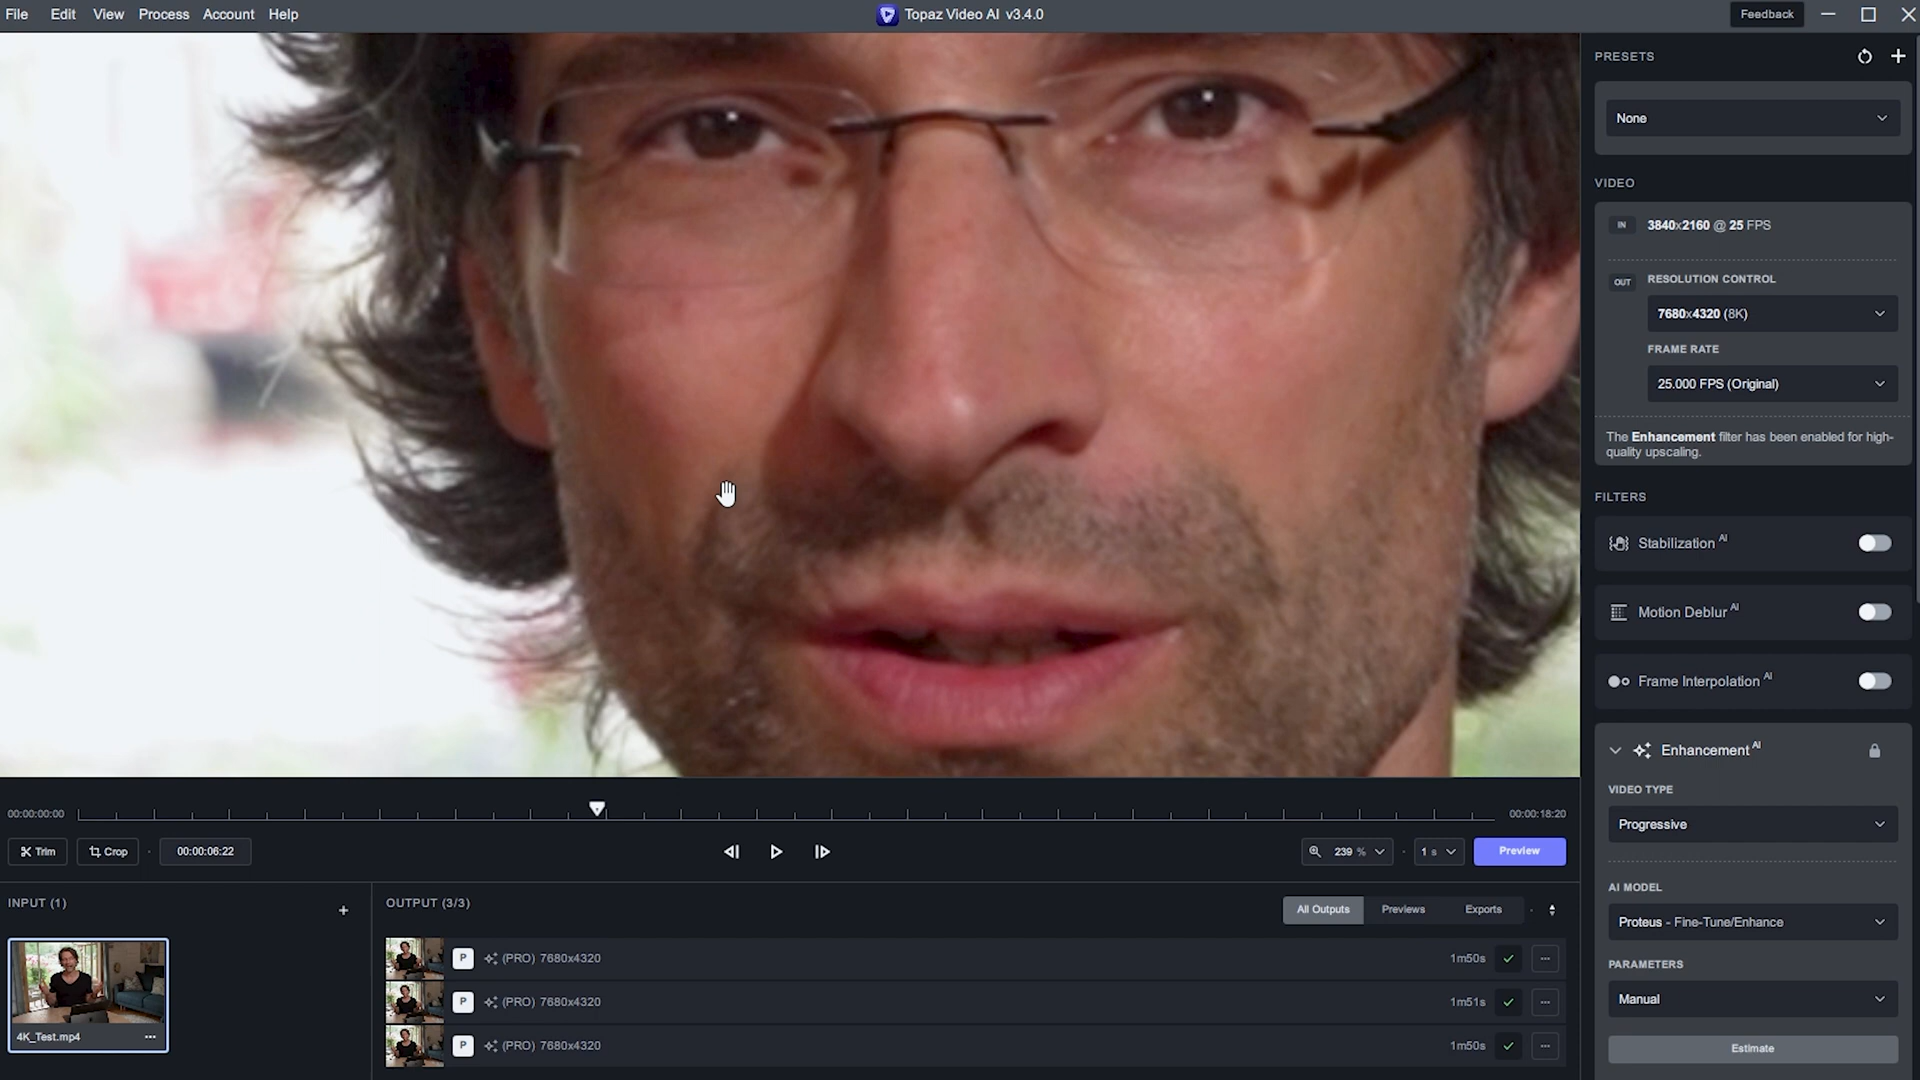 File Edit View Process Account Help
Topaz Video AI v3.4.0
Feedback
PRESETS
None
VIDEO
IN 3840x2160 @ 25 FPS
OUT RESOLUTION CONTROL
7680x4320 (8K)
FRAME RATE
25.000 FPS (Original)
The Enhancement filter has been enabled for high-
quality upscaling.
FILTERS
Stabilization AI
Motion Deblur AI
Frame Interpolation AI
Enhancement AI
VIDEO TYPE
Progressive
AI MODEL
Proteus - Fine-Tune/Enhance
PARAMETERS
Manual
Estimate
00:00:00:00
00:00:18:20
Trim Crop 00:00:06:22
239 % 1 s Preview
INPUT (1)
4K_Test.mp4
OUTPUT (3/3)
All Outputs Previews Exports
P (PRO) 7680x4320 1m50s
P (PRO) 7680x4320 1m51s
P (PRO) 7680x4320 1m50s